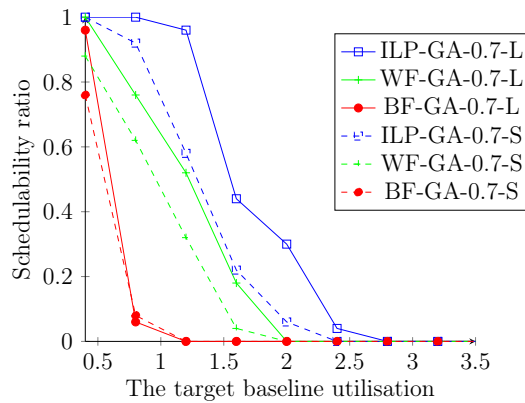 1
0.8
0.6
0.4
0.2
0
0.5
1
1.5
2
2.5
3
3.5
Schedulability ratio
The target baseline utilisation
ILP-GA-0.7-L
WF-GA-0.7-L
BF-GA-0.7-L
ILP-GA-0.7-S
WF-GA-0.7-S
BF-GA-0.7-S